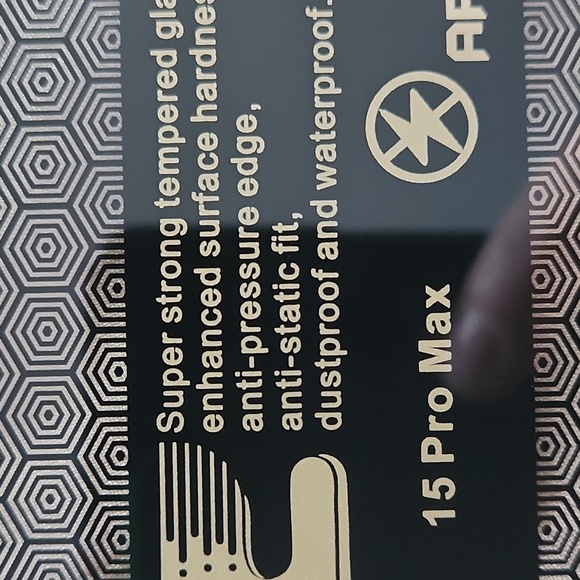 Super strong tempered
enhanced surface
anti-pressure edge,
anti-static fit,
dustproof and waterproof.
15 Pro Max